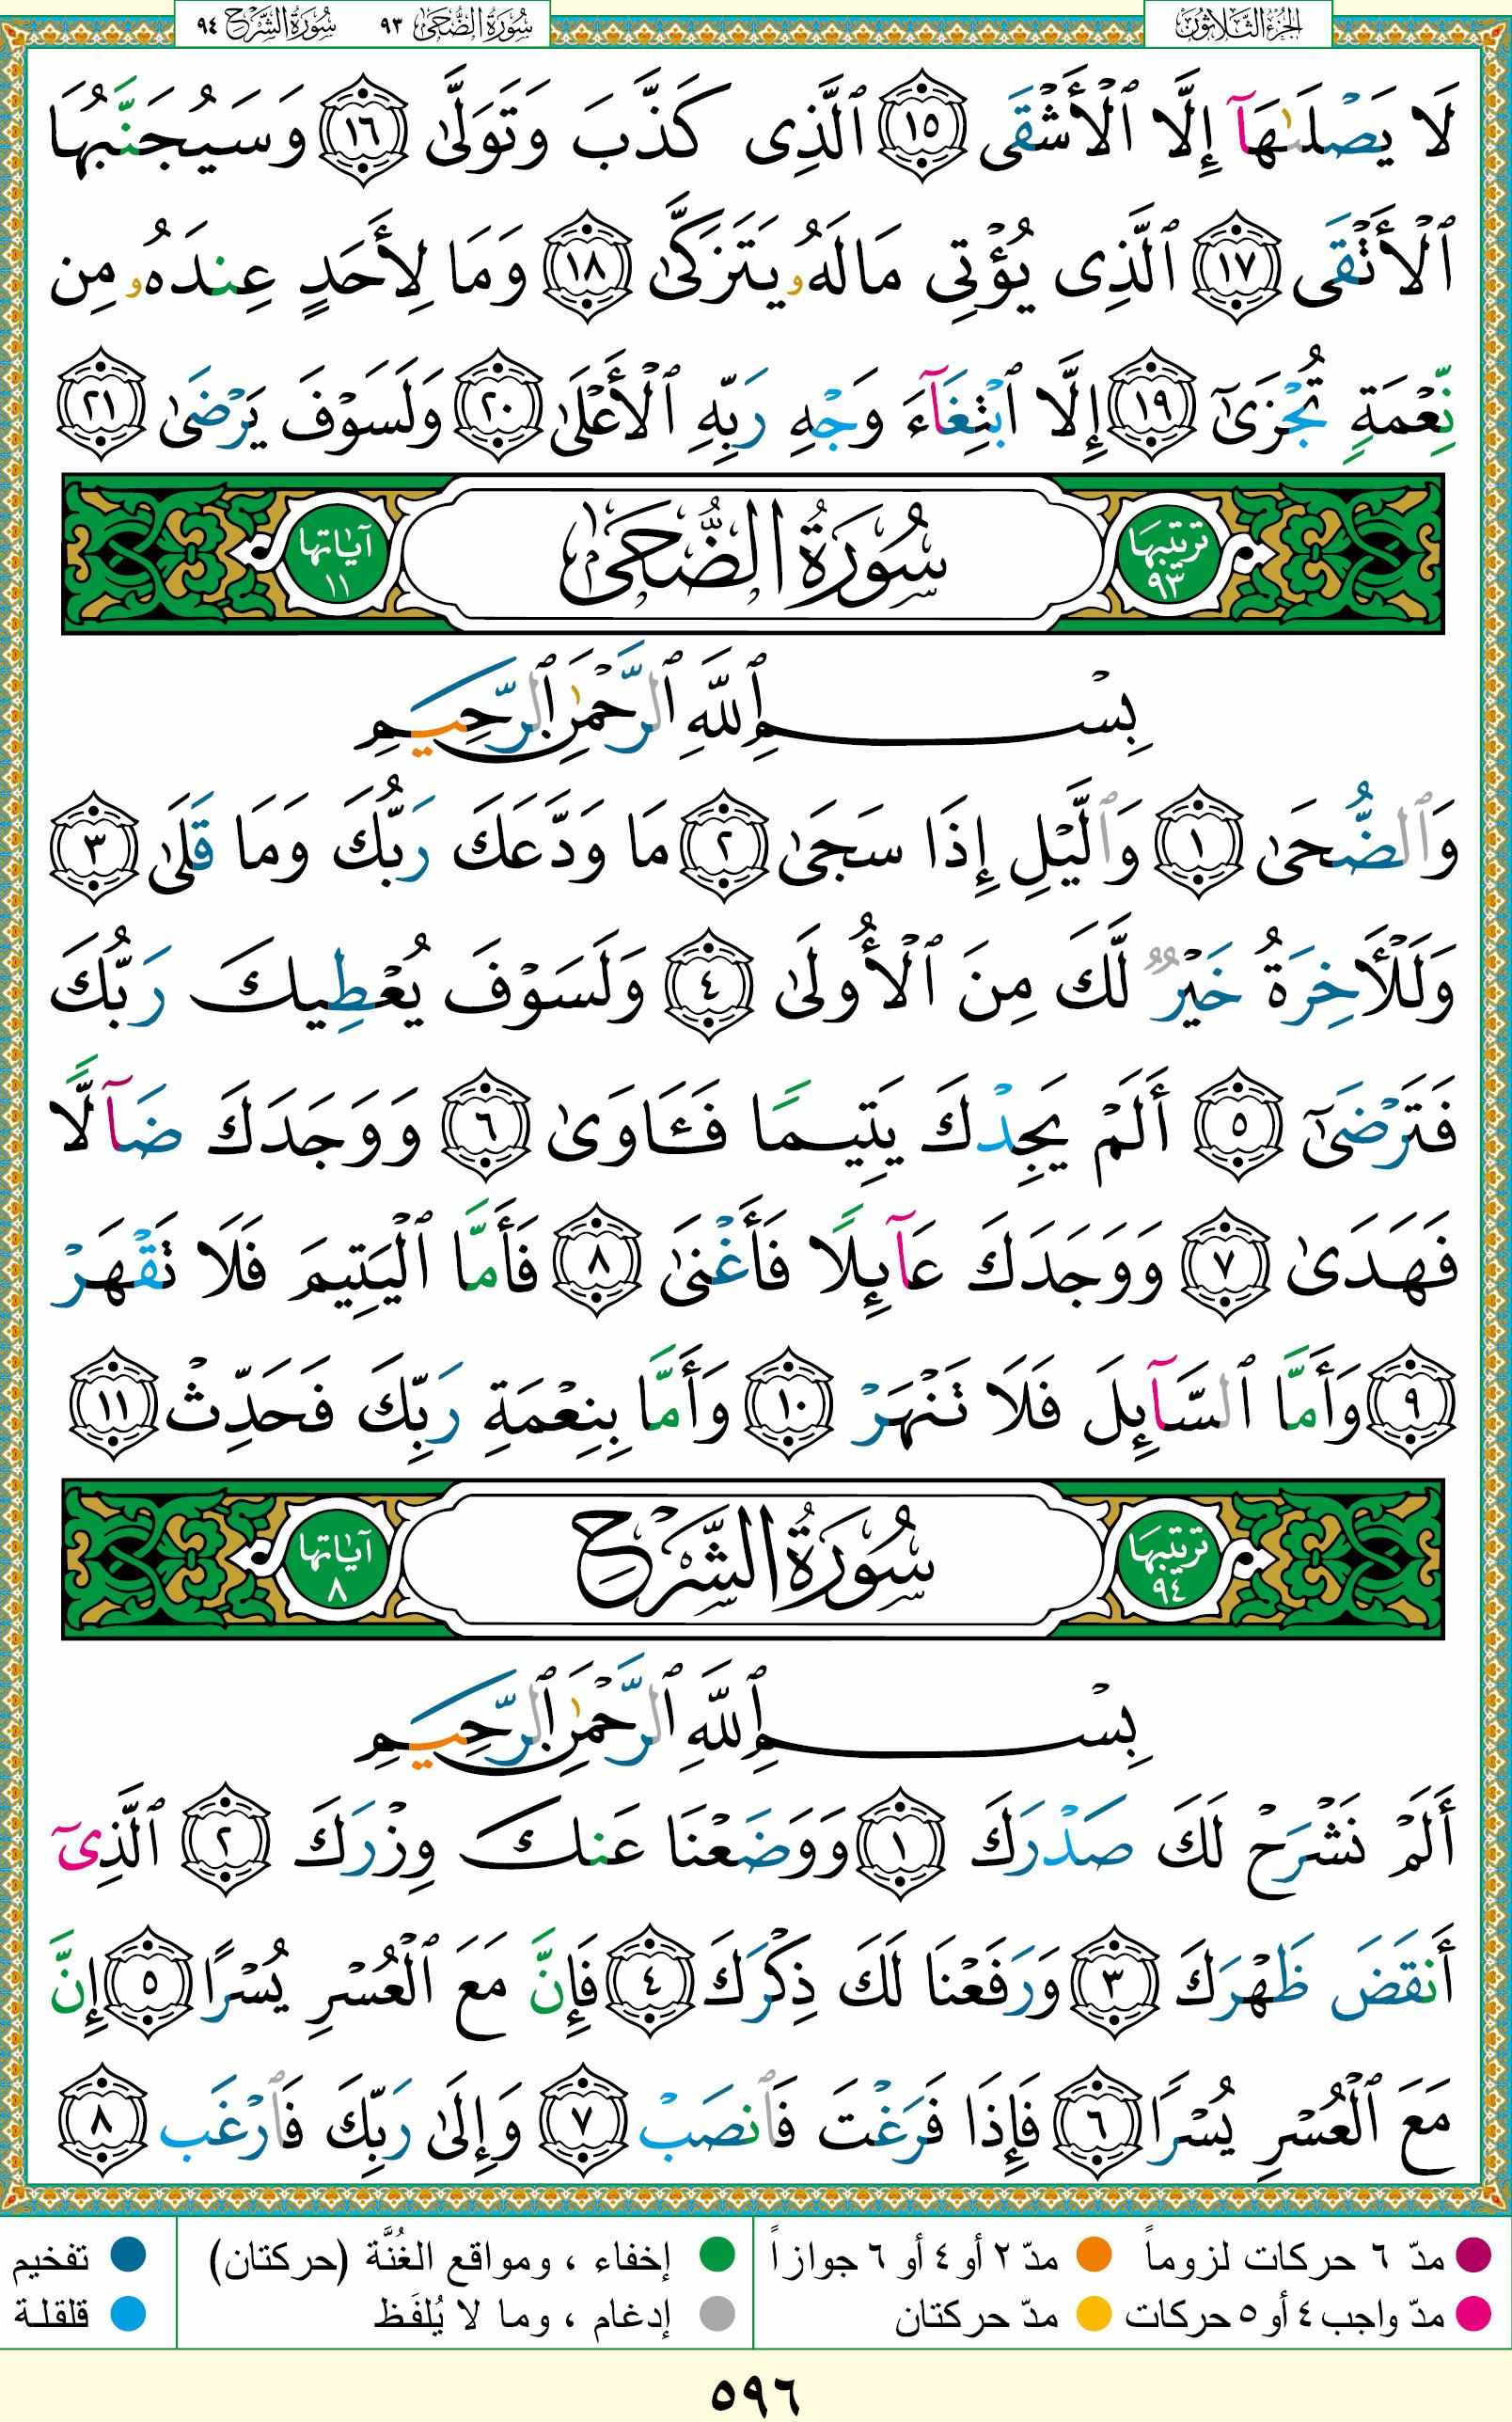 الجزء الثلاثون سورة الضحى ٩٣ سورة الشرح ٩٤
لَا يَصْلَىٰهَآ إِلَّا ٱلْأَشْقَى ١٥ ٱلَّذِى كَذَّبَ وَتَوَلَّىٰ ١٦ وَسَيُجَنَّبُهَا
ٱلْأَتْقَى ١٧ ٱلَّذِى يُؤْتِى مَالَهُۥ يَتَزَكَّىٰ ١٨ وَمَا لِأَحَدٍ عِندَهُۥ مِن
نِّعْمَةٍ تُجْزَىٰٓ ١٩ إِلَّا ٱبْتِغَآءَ وَجْهِ رَبِّهِ ٱلْأَعْلَىٰ ٢٠ وَلَسَوْفَ يَرْضَىٰ ٢١
ترتيبها ٩٣ سُورَةُ الضُّحَىٰ آياتها ١١
بِسْمِ ٱللَّهِ ٱلرَّحْمَٰنِ ٱلرَّحِيمِ
وَٱلضُّحَىٰ ١ وَٱلَّيْلِ إِذَا سَجَىٰ ٢ مَا وَدَّعَكَ رَبُّكَ وَمَا قَلَىٰ ٣
وَلَلْأَخِرَةُ خَيْرٌ لَّكَ مِنَ ٱلْأُولَىٰ ٤ وَلَسَوْفَ يُعْطِيكَ رَبُّكَ
فَتَرْضَىٰٓ ٥ أَلَمْ يَجِدْكَ يَتِيمًا فَـَٔاوَىٰ ٦ وَوَجَدَكَ ضَآلًّا
فَهَدَىٰ ٧ وَوَجَدَكَ عَآئِلًا فَأَغْنَىٰ ٨ فَأَمَّا ٱلْيَتِيمَ فَلَا تَقْهَرْ
٩ وَأَمَّا ٱلسَّآئِلَ فَلَا تَنْهَرْ ١٠ وَأَمَّا بِنِعْمَةِ رَبِّكَ فَحَدِّثْ ١١
ترتيبها ٩٤ سُورَةُ الشَّرْحِ آياتها ٨
بِسْمِ ٱللَّهِ ٱلرَّحْمَٰنِ ٱلرَّحِيمِ
أَلَمْ نَشْرَحْ لَكَ صَدْرَكَ ١ وَوَضَعْنَا عَنكَ وِزْرَكَ ٢ ٱلَّذِىٓ
أَنقَضَ ظَهْرَكَ ٣ وَرَفَعْنَا لَكَ ذِكْرَكَ ٤ فَإِنَّ مَعَ ٱلْعُسْرِ يُسْرًا ٥ إِنَّ
مَعَ ٱلْعُسْرِ يُسْرًا ٦ فَإِذَا فَرَغْتَ فَٱنصَبْ ٧ وَإِلَىٰ رَبِّكَ فَٱرْغَب ٨
مدّ ٦ حركات لزوماً مدّ ٢ أو ٤ أو ٦ جوازاً إخفاء ، ومواقع الغُنَّة (حركتان) تفخيم
مدّ واجب ٤ أو ٥ حركات مدّ حركتان إدغام ، وما لا يُلفَظ قلقلة
٥٩٦